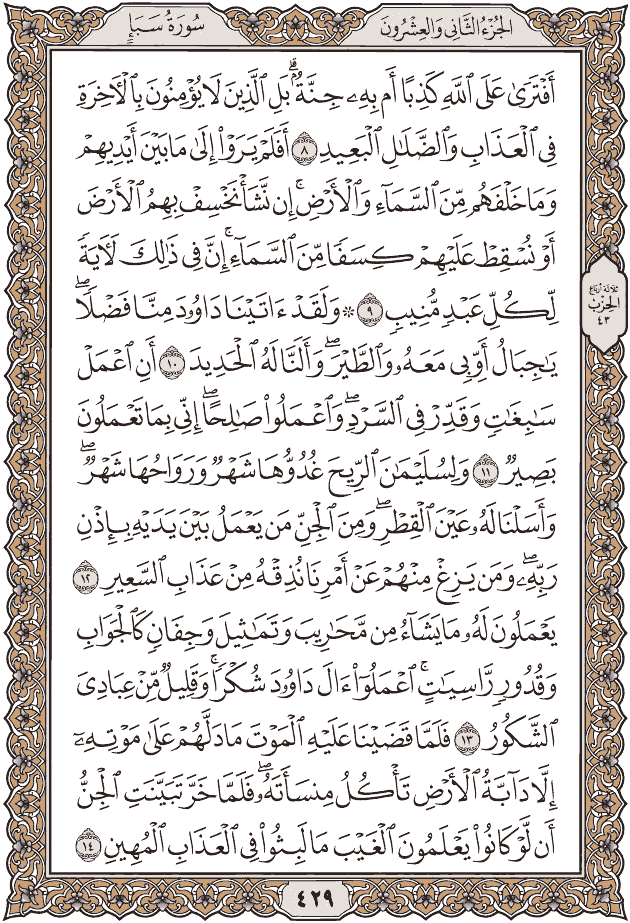 الجُزْءُ الثَّانِي وَالعِشْرُونَ
سُورَةُ سَبَإٍ
أَفْتَرَىٰ عَلَى ٱللَّهِ كَذِبًا أَم بِهِۦ جِنَّةُۢۗ بَلِ ٱلَّذِينَ لَا يُؤْمِنُونَ بِٱلْأٓخِرَةِ
فِي ٱلْعَذَابِ وَٱلضَّلَٰلِ ٱلْبَعِيدِ ٨ أَفَلَمْ يَرَوْا۟ إِلَىٰ مَا بَيْنَ أَيْدِيهِمْ
وَمَا خَلْفَهُم مِّنَ ٱلسَّمَآءِ وَٱلْأَرْضِۚ إِن نَّشَأْ نَخْسِفْ بِهِمُ ٱلْأَرْضَ
أَوْ نُسْقِطْ عَلَيْهِمْ كِسَفًا مِّنَ ٱلسَّمَآءِۚ إِنَّ فِي ذَٰلِكَ لَأٓيَةً
لِّكُلِّ عَبْدٍ مُّنِيبٍ ٩ ۞ وَلَقَدْ ءَاتَيْنَا دَاوُۥدَ مِنَّا فَضْلًاۖ
يَٰجِبَالُ أَوِّبِي مَعَهُۥ وَٱلطَّيْرَۖ وَأَلَنَّا لَهُ ٱلْحَدِيدَ ١٠ أَنِ ٱعْمَلْ
سَٰبِغَٰتٍ وَقَدِّرْ فِي ٱلسَّرْدِۖ وَٱعْمَلُوا۟ صَٰلِحًاۖ إِنِّي بِمَا تَعْمَلُونَ
بَصِيرٌ ١١ وَلِسُلَيْمَٰنَ ٱلرِّيحَ غُدُوُّهَا شَهْرٌ وَرَوَاحُهَا شَهْرٌۖ
وَأَسَلْنَا لَهُۥ عَيْنَ ٱلْقِطْرِۖ وَمِنَ ٱلْجِنِّ مَن يَعْمَلُ بَيْنَ يَدَيْهِ بِإِذْنِ
رَبِّهِۦۖ وَمَن يَزِغْ مِنْهُمْ عَنْ أَمْرِنَا نُذِقْهُ مِنْ عَذَابِ ٱلسَّعِيرِ ١٢
يَعْمَلُونَ لَهُۥ مَا يَشَآءُ مِن مَّحَٰرِيبَ وَتَمَٰثِيلَ وَجِفَانٍ كَٱلْجَوَابِ
وَقُدُورٍ رَّاسِيَٰتٍۚ ٱعْمَلُوٓا۟ ءَالَ دَاوُۥدَ شُكْرًاۚ وَقَلِيلٌ مِّنْ عِبَادِيَ
ٱلشَّكُورُ ١٣ فَلَمَّا قَضَيْنَا عَلَيْهِ ٱلْمَوْتَ مَا دَلَّهُمْ عَلَىٰ مَوْتِهِۦٓ
إِلَّا دَآبَّةُ ٱلْأَرْضِ تَأْكُلُ مِنسَأَتَهُۥۖ فَلَمَّا خَرَّ تَبَيَّنَتِ ٱلْجِنُّ
أَن لَّوْ كَانُوا۟ يَعْلَمُونَ ٱلْغَيْبَ مَا لَبِثُوا۟ فِي ٱلْعَذَابِ ٱلْمُهِينِ ١٤
ثلاثة أرباع
الحزب
٤٣
٤٢٩